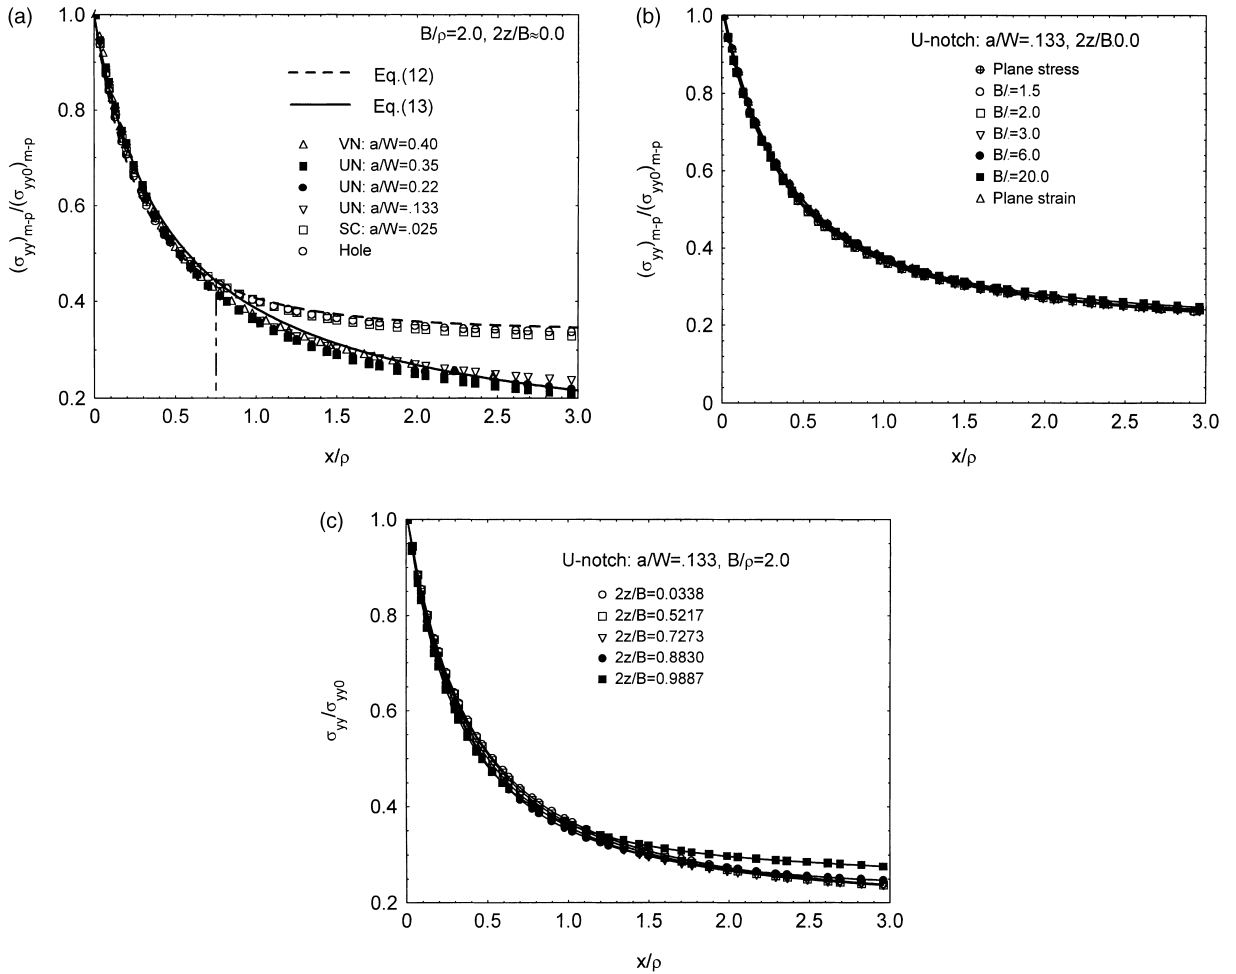 (a)
B/ρ=2.0, 2z/B≈0.0
Eq.(12)
Eq.(13)
VN: a/W=0.40
UN: a/W=0.35
UN: a/W=0.22
UN: a/W=.133
SC: a/W=.025
Hole
(σyy)m-p/(σyy0)m-p
1.0
0.8
0.6
0.4
0.2
0
0.5
1.0
1.5
2.0
2.5
3.0
x/ρ
(b)
U-notch: a/W=.133, 2z/B0.0
Plane stress
B/.=1.5
B/.=2.0
B/.=3.0
B/.=6.0
B/.=20.0
Plane strain
(σyy)m-p/(σyy0)m-p
1.0
0.8
0.6
0.4
0.2
0
0
0.5
1.0
1.5
2.0
2.5
3.0
x/ρ
(c)
U-notch: a/W=.133, B/ρ=2.0
2z/B=0.0338
2z/B=0.5217
2z/B=0.7273
2z/B=0.8830
2z/B=0.9887
σyy/σyy0
1.0
0.8
0.6
0.4
0.2
0
0.5
1.0
1.5
2.0
2.5
3.0
x/ρ